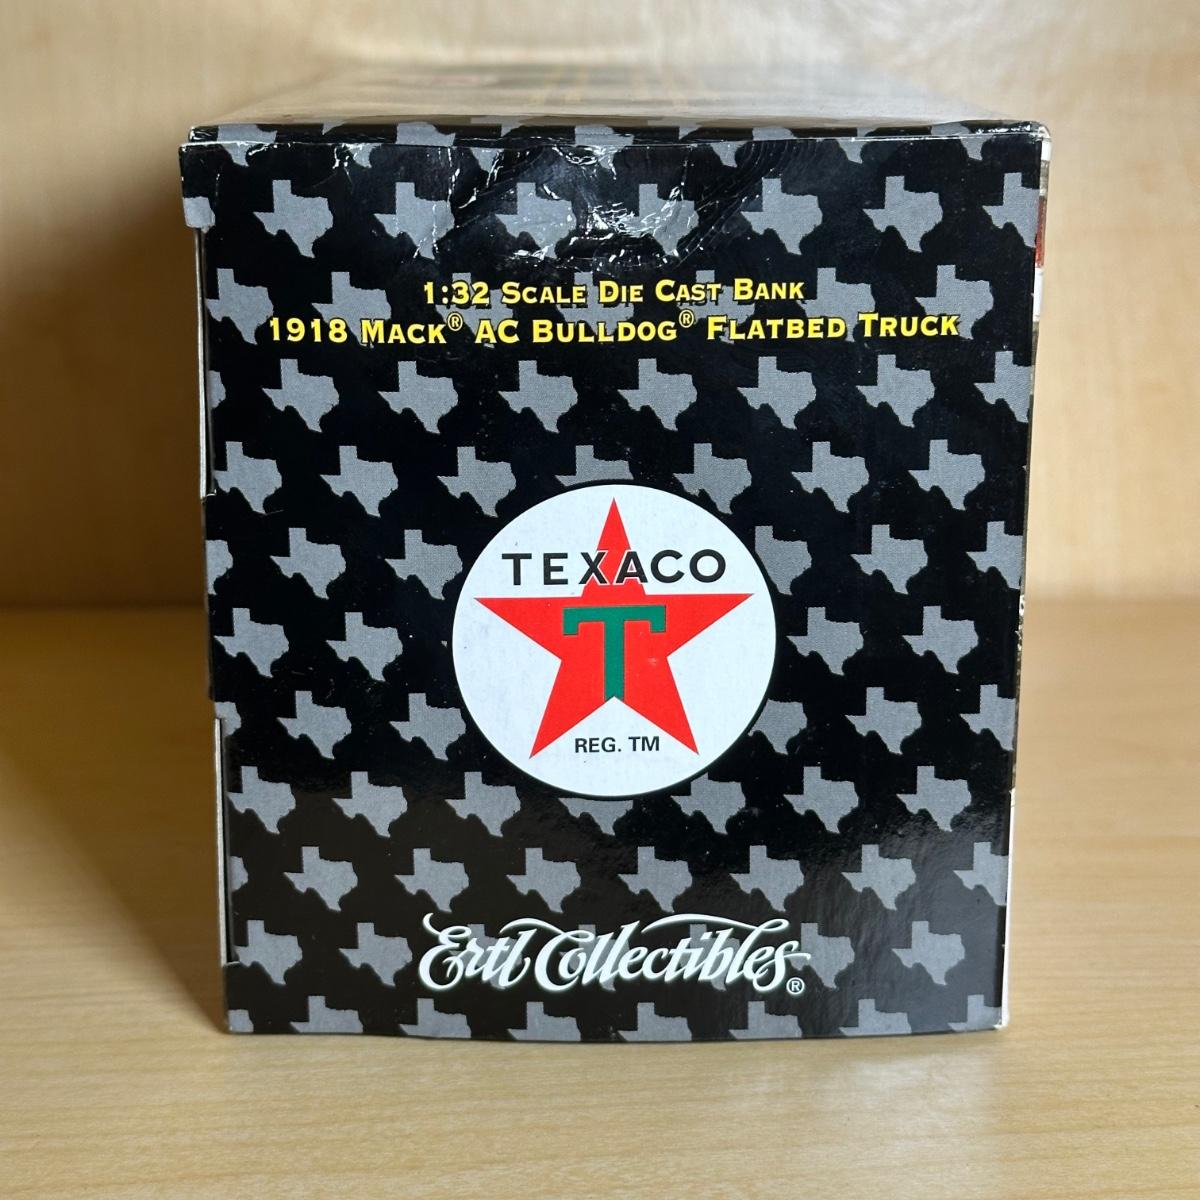 1:32 Scale Die Cast Bank
1918 Mack® AC Bulldog® Flatbed Truck
TEXACO
T
REG. TM
Ertl Collectibles®